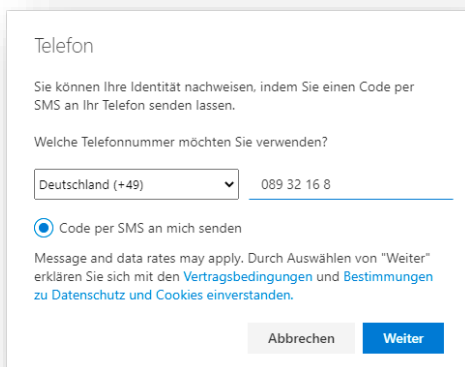 Telefon
Sie können Ihre Identität nachweisen, indem Sie einen Code per
SMS an Ihr Telefon senden lassen.
Welche Telefonnummer möchten Sie verwenden?
Deutschland (+49) 089 32 16 8
Code per SMS an mich senden
Message and data rates may apply. Durch Auswählen von "Weiter"
erklären Sie sich mit den Vertragsbedingungen und Bestimmungen
zu Datenschutz und Cookies einverstanden.
Abbrechen Weiter